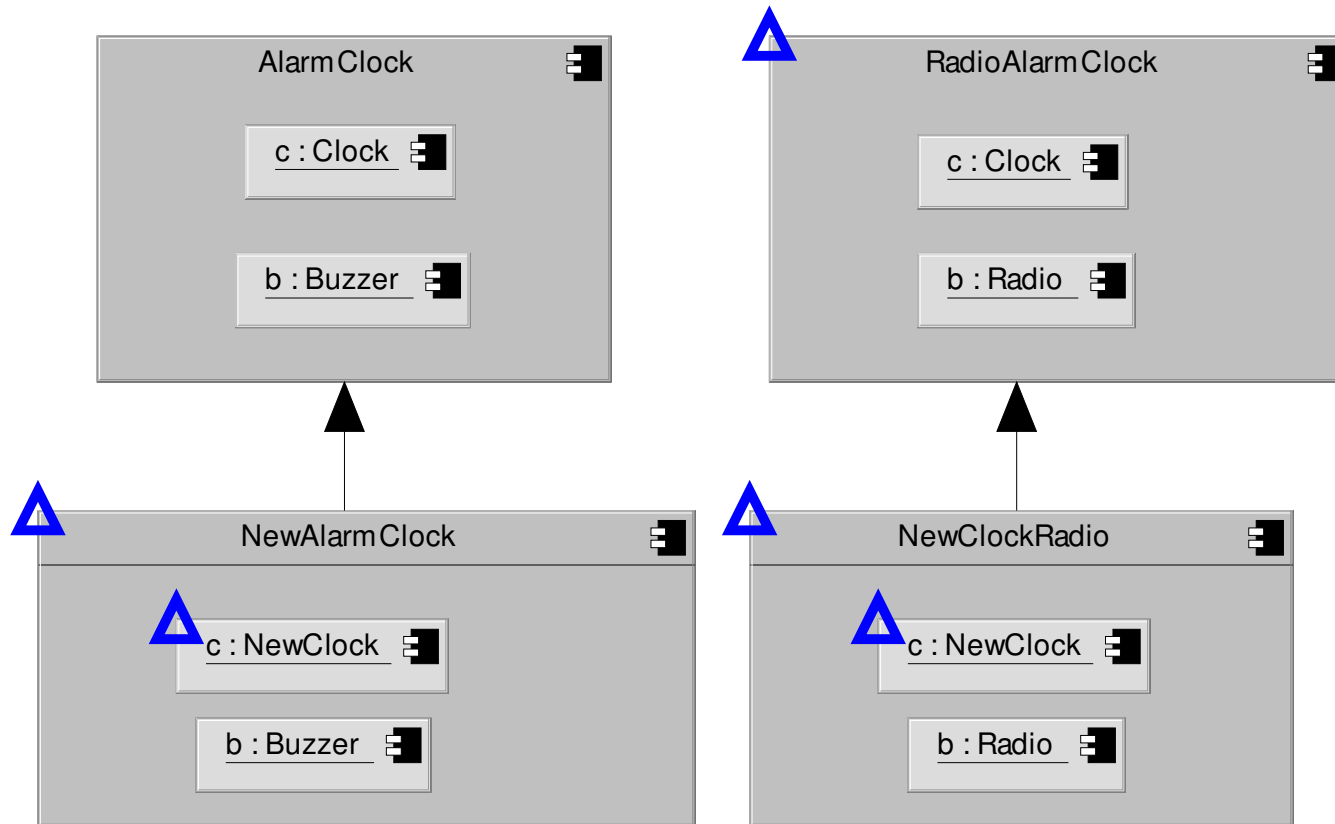 AlarmClock
c : Clock
b : Buzzer
RadioAlarmClock
c : Clock
b : Radio
NewAlarmClock
c : NewClock
b : Buzzer
NewClockRadio
c : NewClock
b : Radio